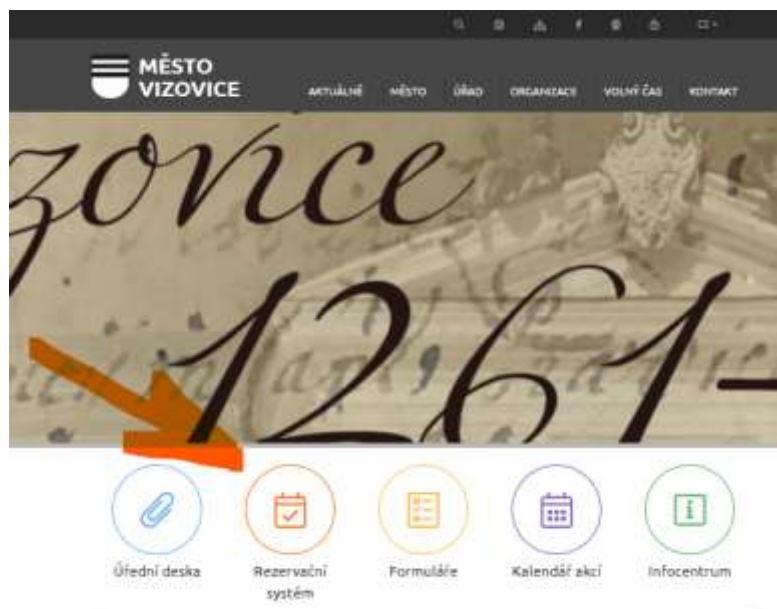 CZ
MĚSTO
VIZOVICE
AKTUÁLNĚ MĚSTO ÚŘAD ORGANIZACE VOLNÝ ČAS KONTAKT
zovice
1261-
Úřední deska
Rezervační
systém
Formuláře
Kalendář akcí
Infocentrum